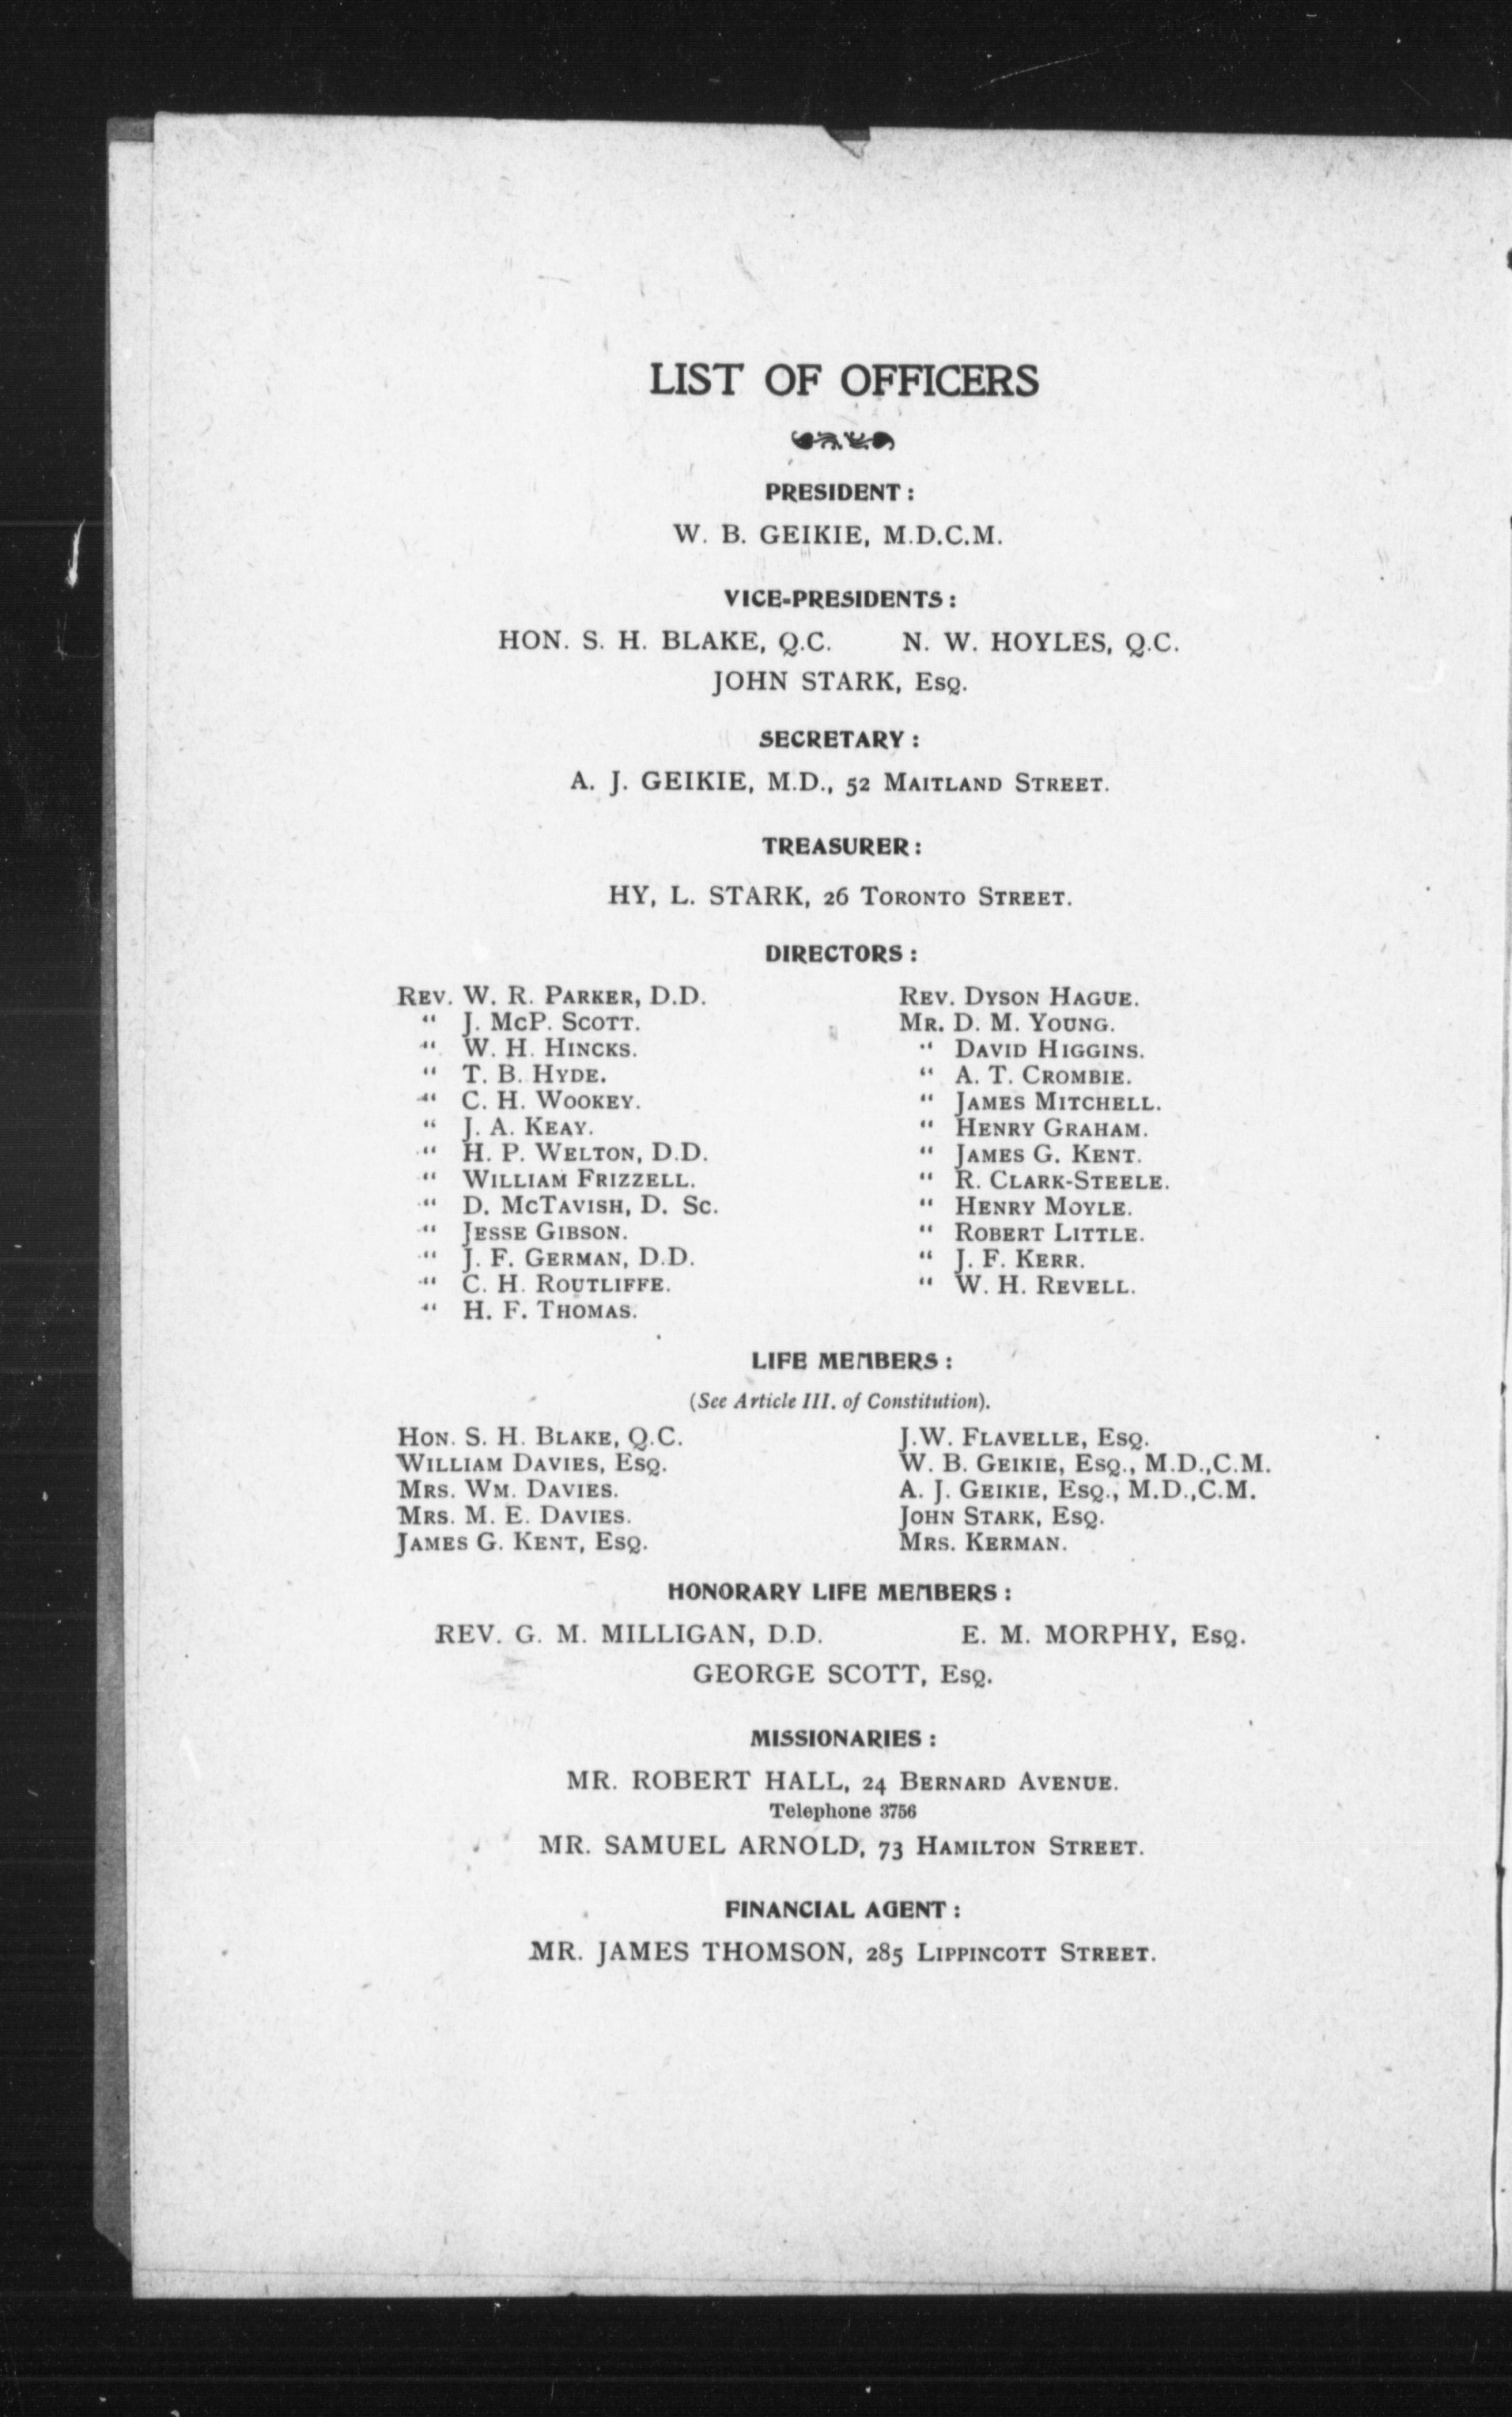 LIST OF OFFICERS
PRESIDENT:
W. B. GEIKIE, M.D.C.M.
VICE-PRESIDENTS:
HON. S. H. BLAKE, Q.C. N. W. HOYLES, Q.C.
JOHN STARK, Esq.
SECRETARY:
A. J. GEIKIE, M.D., 52 Maitland Street.
TREASURER:
HY, L. STARK, 26 Toronto Street.
DIRECTORS:
Rev. W. R. Parker, D.D.
“ J. McP. Scott.
“ W. H. Hincks.
“ T. B. Hyde.
“ C. H. Wookey.
“ J. A. Keay.
“ H. P. Welton, D.D.
“ William Frizzell.
“ D. McTavish, D. Sc.
“ Jesse Gibson.
“ J. F. German, D.D.
“ C. H. Routliffe.
“ H. F. Thomas.
Rev. Dyson Hague.
Mr. D. M. Young.
“ David Higgins.
“ A. T. Crombie.
“ James Mitchell.
“ Henry Graham.
“ James G. Kent.
“ R. Clark-Steele.
“ Henry Moyle.
“ Robert Little.
“ J. F. Kerr.
“ W. H. Revell.
LIFE MEMBERS:
(See Article III. of Constitution).
Hon. S. H. Blake, Q.C.
William Davies, Esq.
Mrs. Wm. Davies.
Mrs. M. E. Davies.
James G. Kent, Esq.
J.W. Flavelle, Esq.
W. B. Geikie, Esq., M.D.,C.M.
A. J. Geikie, Esq., M.D.,C.M.
John Stark, Esq.
Mrs. Kerman.
HONORARY LIFE MEMBERS:
REV. G. M. MILLIGAN, D.D. E. M. MORPHY, Esq.
GEORGE SCOTT, Esq.
MISSIONARIES:
MR. ROBERT HALL, 24 Bernard Avenue.
Telephone 3756
MR. SAMUEL ARNOLD, 73 Hamilton Street.
FINANCIAL AGENT:
MR. JAMES THOMSON, 285 Lippincott Street.